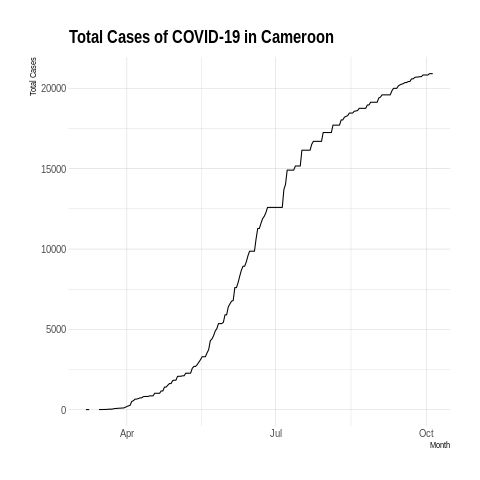 Total Cases of COVID-19 in Cameroon
Total Cases
20000
15000
10000
5000
0
Apr
Jul
Oct
Month